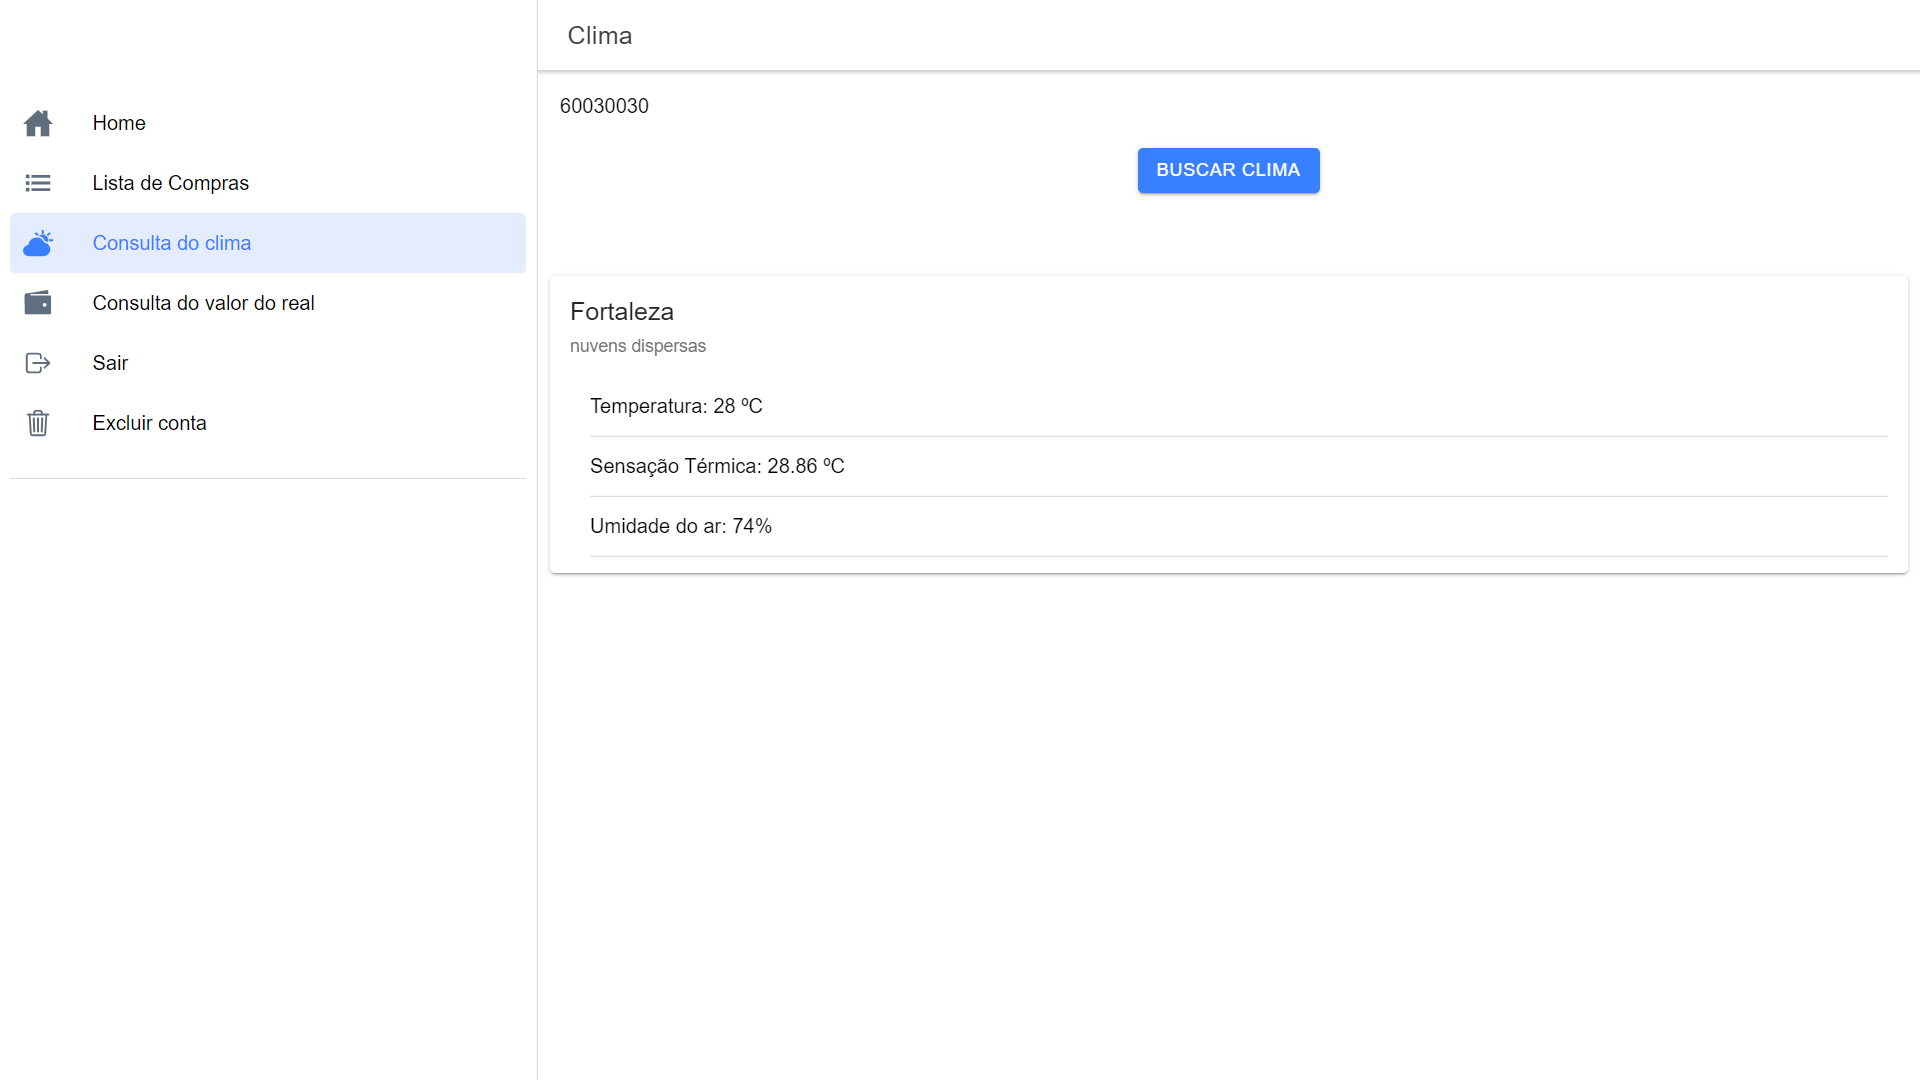 Home
Lista de Compras
Consulta do clima
Consulta do valor do real
Sair
Excluir conta
Clima
60030030
BUSCAR CLIMA
Fortaleza
nuvens dispersas
Temperatura: 28 ºC
Sensação Térmica: 28.86 ºC
Umidade do ar: 74%